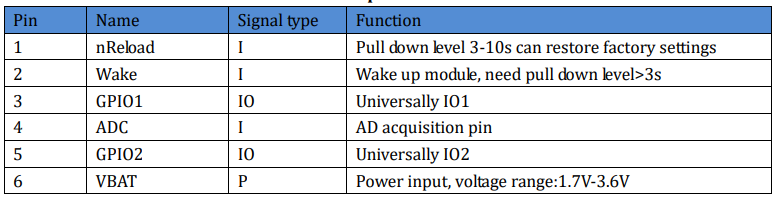 Pin Name Signal type Function
1 nReload I Pull down level 3-10s can restore factory settings
2 Wake I Wake up module, need pull down level>3s
3 GPIO1 IO Universally IO1
4 ADC I AD acquisition pin
5 GPIO2 IO Universally IO2
6 VBAT P Power input, voltage range:1.7V-3.6V